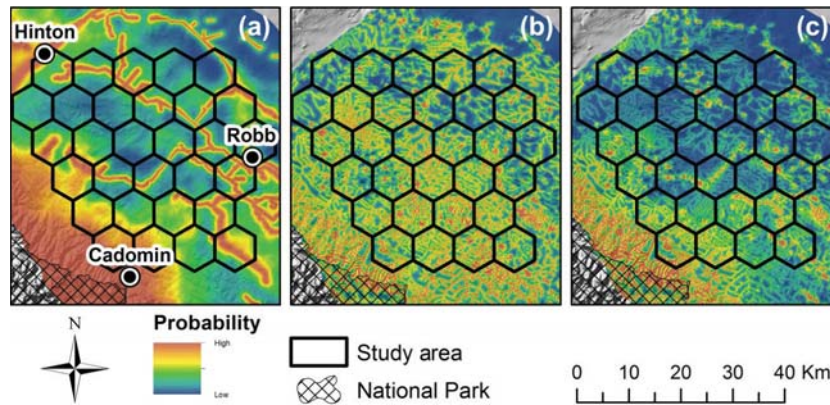 (a)
(b)
(c)
Hinton
Robb
Cadomin
N
Probability
High
Low
Study area
National Park
0 10 20 30 40 Km